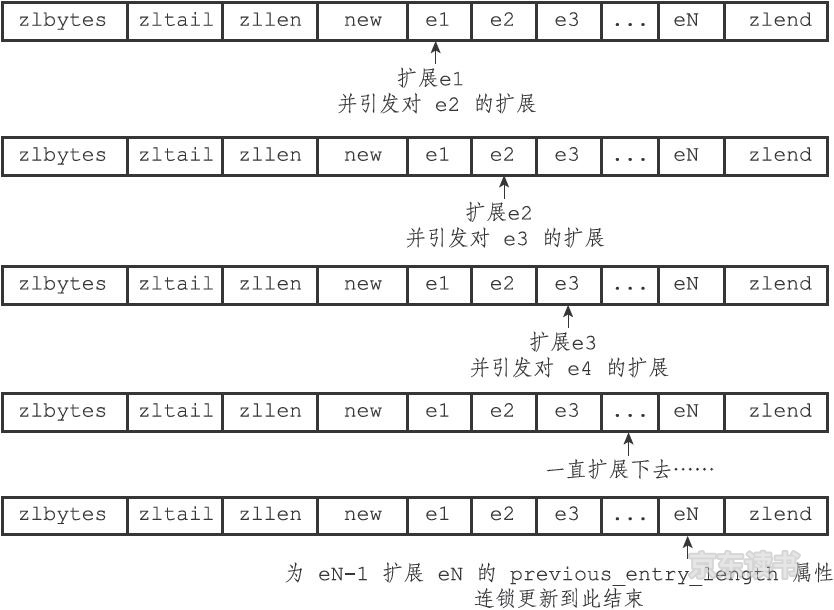 zlbytes zltail zllen new e1 e2 e3 ... eN zlend
扩展e1
并引发对 e2 的扩展
zlbytes zltail zllen new e1 e2 e3 ... eN zlend
扩展e2
并引发对 e3 的扩展
zlbytes zltail zllen new e1 e2 e3 ... eN zlend
扩展e3
并引发对 e4 的扩展
zlbytes zltail zllen new e1 e2 e3 ... eN zlend
一直扩展下去……
zlbytes zltail zllen new e1 e2 e3 ... eN zlend
京东读书
为 eN-1 扩展 eN 的 previous_entry_length 属性
连锁更新到此结束